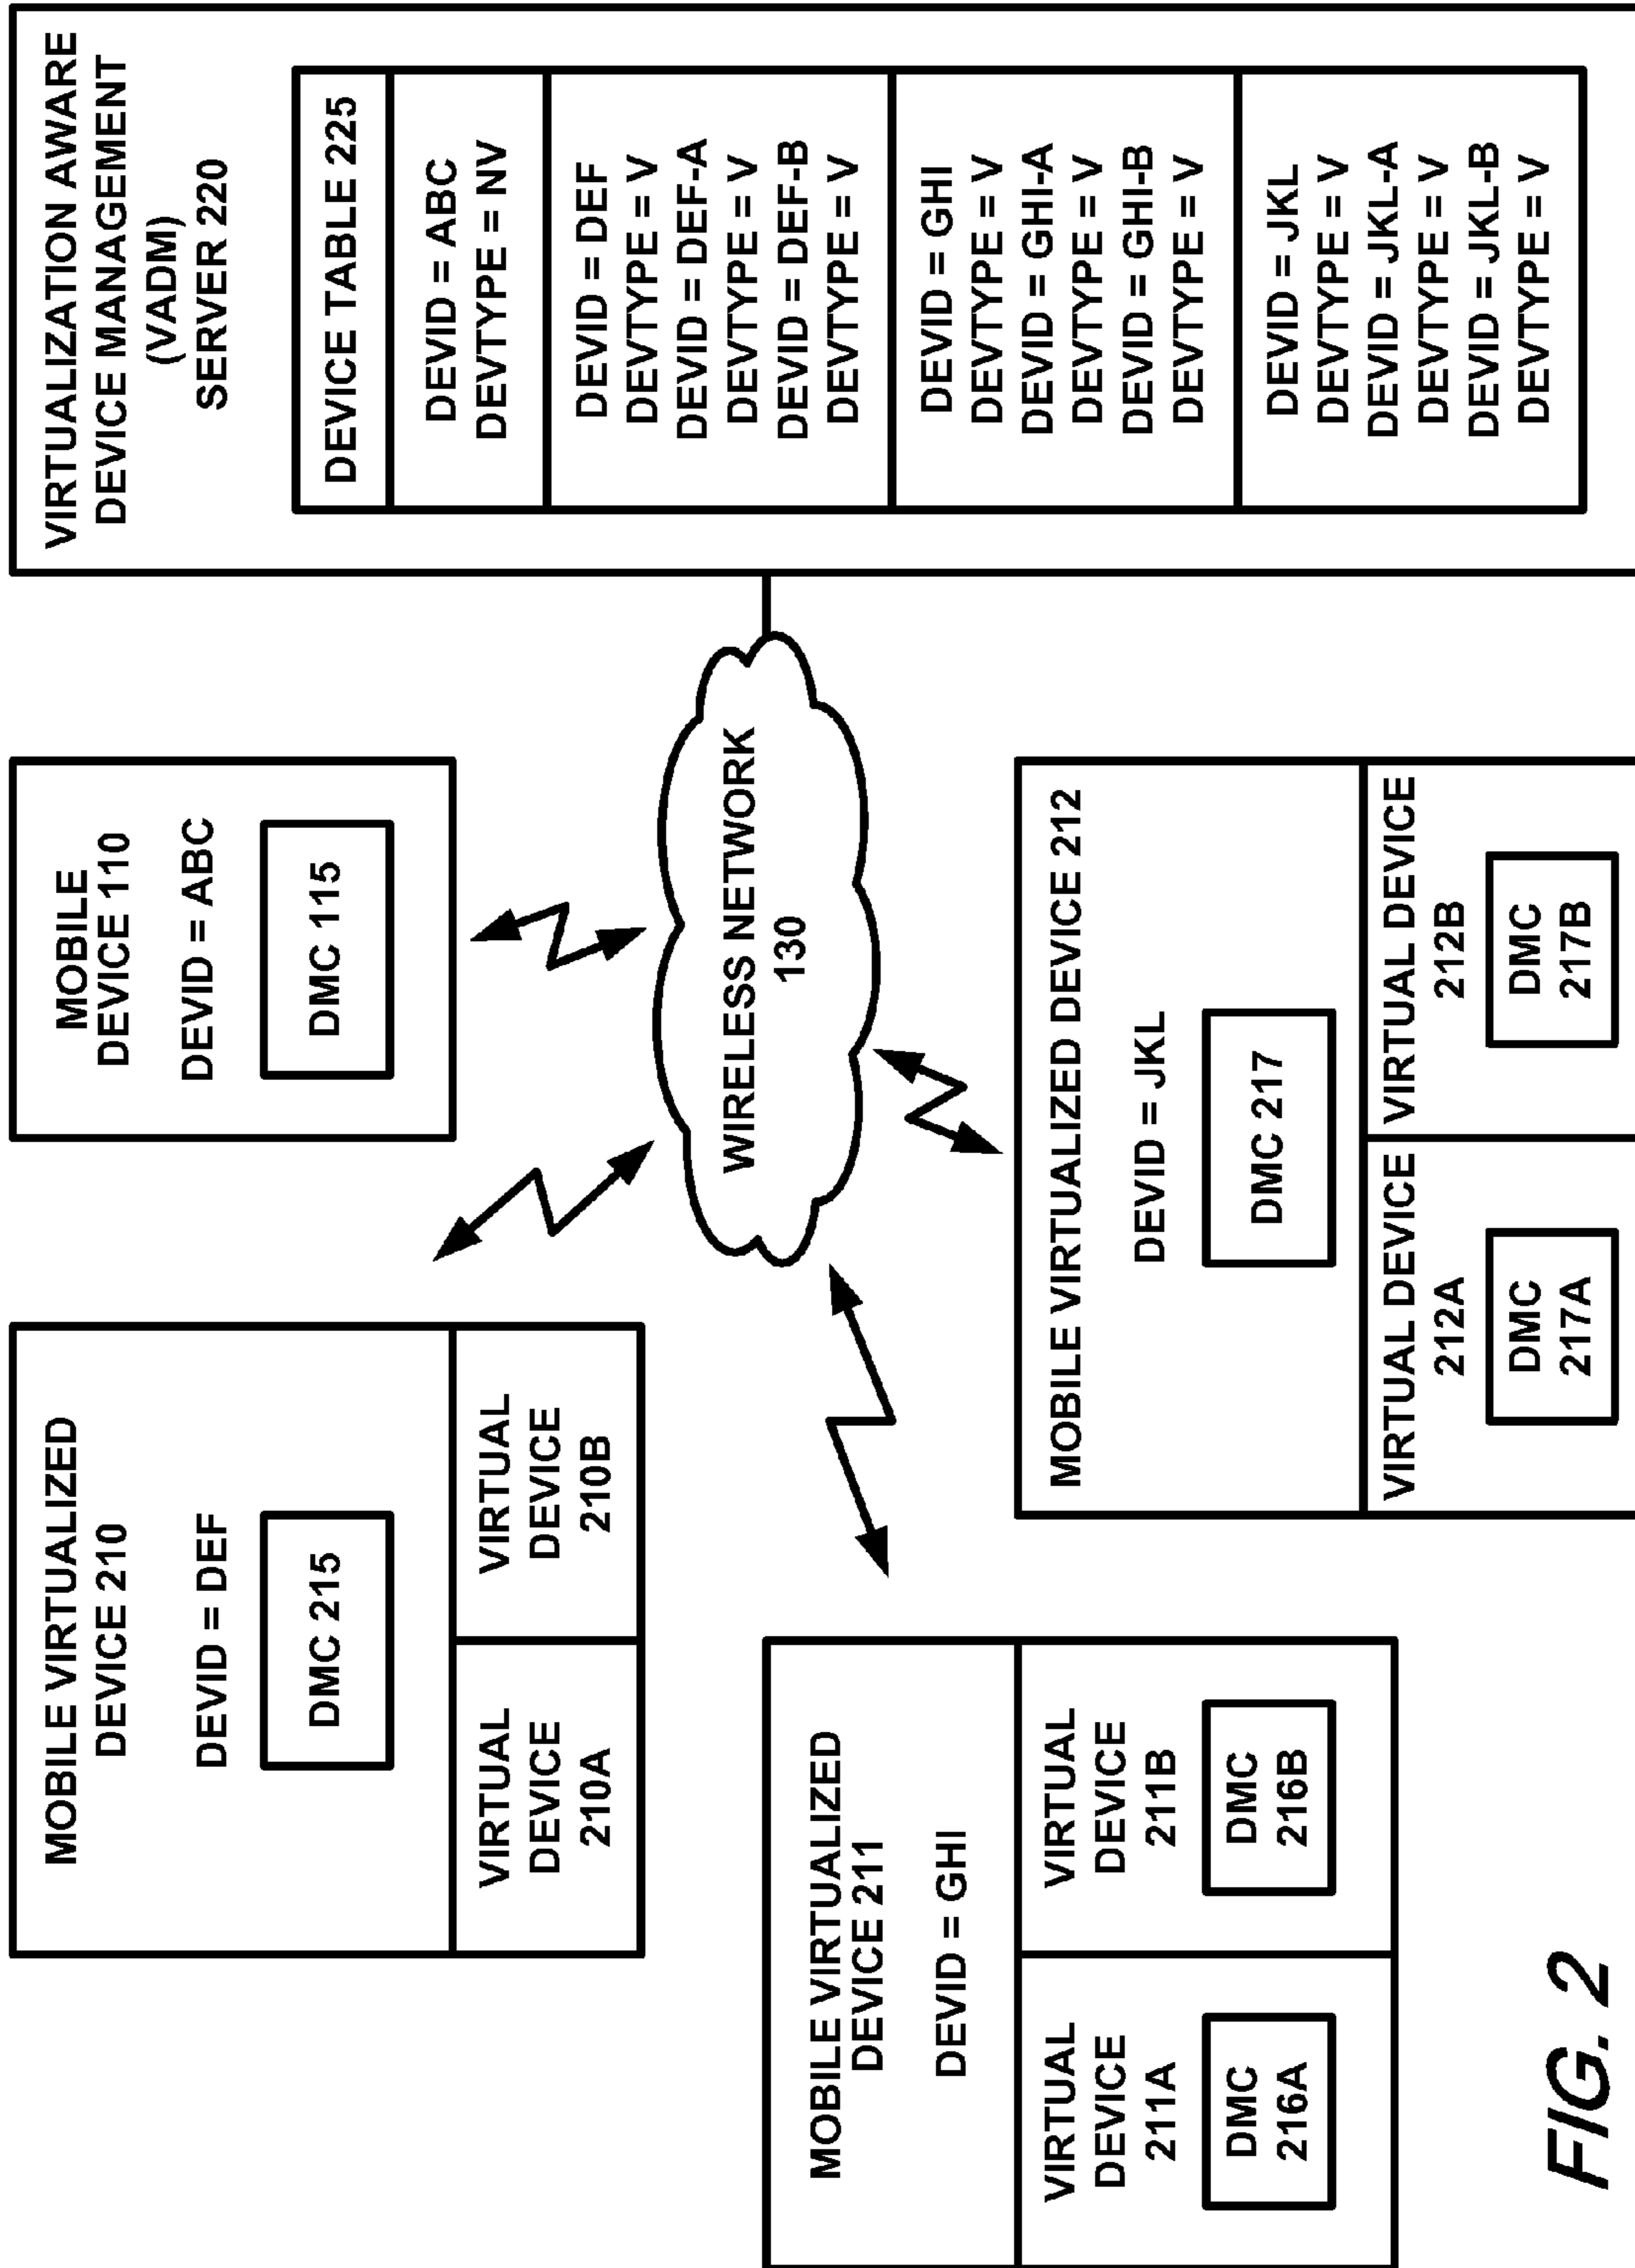 MOBILE VIRTUALIZED
DEVICE 210
DEVID = DEF
DMC 215
VIRTUAL
DEVICE
210A
VIRTUAL
DEVICE
210B
MOBILE
DEVICE 110
DEVID = ABC
DMC 115
MOBILE VIRTUALIZED
DEVICE 211
DEVID = GHI
VIRTUAL
DEVICE
211A
DMC
216A
VIRTUAL
DEVICE
211B
DMC
216B
WIRELESS NETWORK
130
MOBILE VIRTUALIZED DEVICE 212
DEVID = JKL
DMC 217
VIRTUAL DEVICE
212A
DMC
217A
VIRTUAL DEVICE
212B
DMC
217B
VIRTUALIZATION AWARE
DEVICE MANAGEMENT
(VADM)
SERVER 220
DEVICE TABLE 225
DEVID = ABC
DEVTYPE = NV
DEVID = DEF
DEVTYPE = V
DEVID = DEF-A
DEVTYPE = V
DEVID = DEF-B
DEVTYPE = V
DEVID = GHI
DEVTYPE = V
DEVID = GHI-A
DEVTYPE = V
DEVID = GHI-B
DEVTYPE = V
DEVID = JKL
DEVTYPE = V
DEVID = JKL-A
DEVTYPE = V
DEVID = JKL-B
DEVTYPE = V
FIG. 2